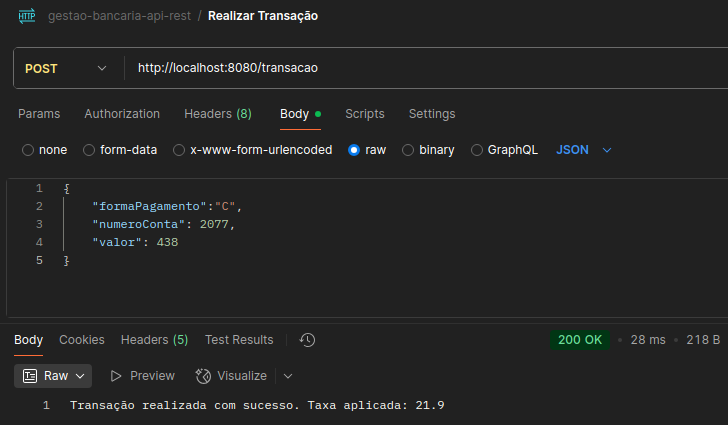 HTTP gestao-bancaria-api-rest / Realizar Transação
POST http://localhost:8080/transacao
Params Authorization Headers (8) Body Scripts Settings
none form-data x-www-form-urlencoded raw binary GraphQL JSON
1 {
2 "formaPagamento":"C",
3 "numeroConta": 2077,
4 "valor": 438
5 }
Body Cookies Headers (5) Test Results 200 OK • 28 ms • 218 B
Raw Preview Visualize
1 Transação realizada com sucesso. Taxa aplicada: 21.9